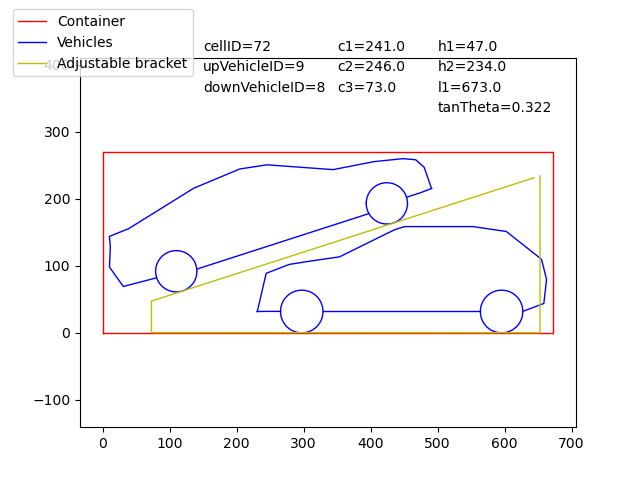 Container
Vehicles
Adjustable bracket
cellID=72 c1=241.0 h1=47.0
upVehicleID=9 c2=246.0 h2=234.0
downVehicleID=8 c3=73.0 l1=673.0
tanTheta=0.322
400
300
200
100
0
−100
0 100 200 300 400 500 600 700